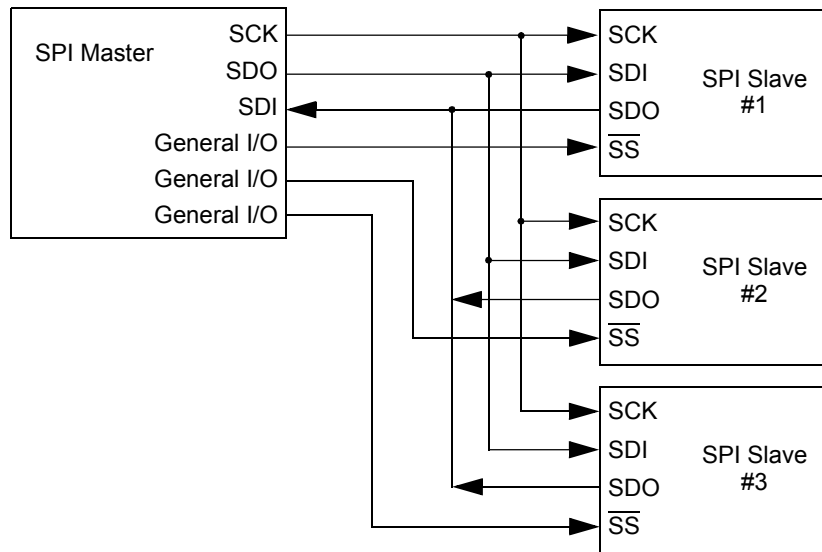 SPI Master
SCK
SDO
SDI
General I/O
General I/O
General I/O
SCK
SDI
SDO
SS
SPI Slave
#1
SCK
SDI
SDO
SS
SPI Slave
#2
SCK
SDI
SDO
SS
SPI Slave
#3